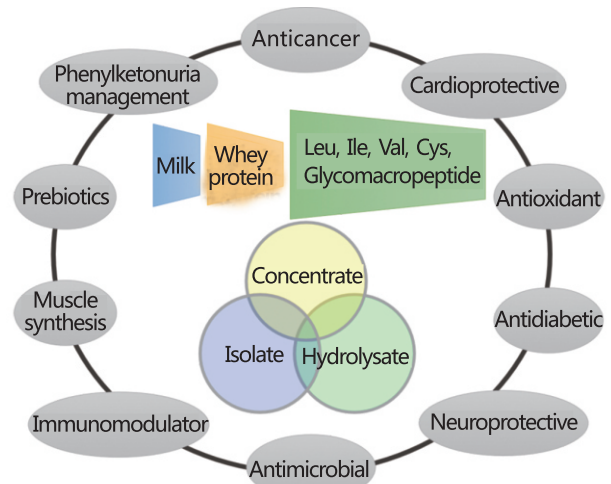 Anticancer
Phenylketonuria
management
Cardioprotective
Milk
Whey
protein
Leu, Ile, Val, Cys,
Glycomacropeptide
Prebiotics
Antioxidant
Concentrate
Muscle
synthesis
Antidiabetic
Isolate
Hydrolysate
Immunomodulator
Neuroprotective
Antimicrobial